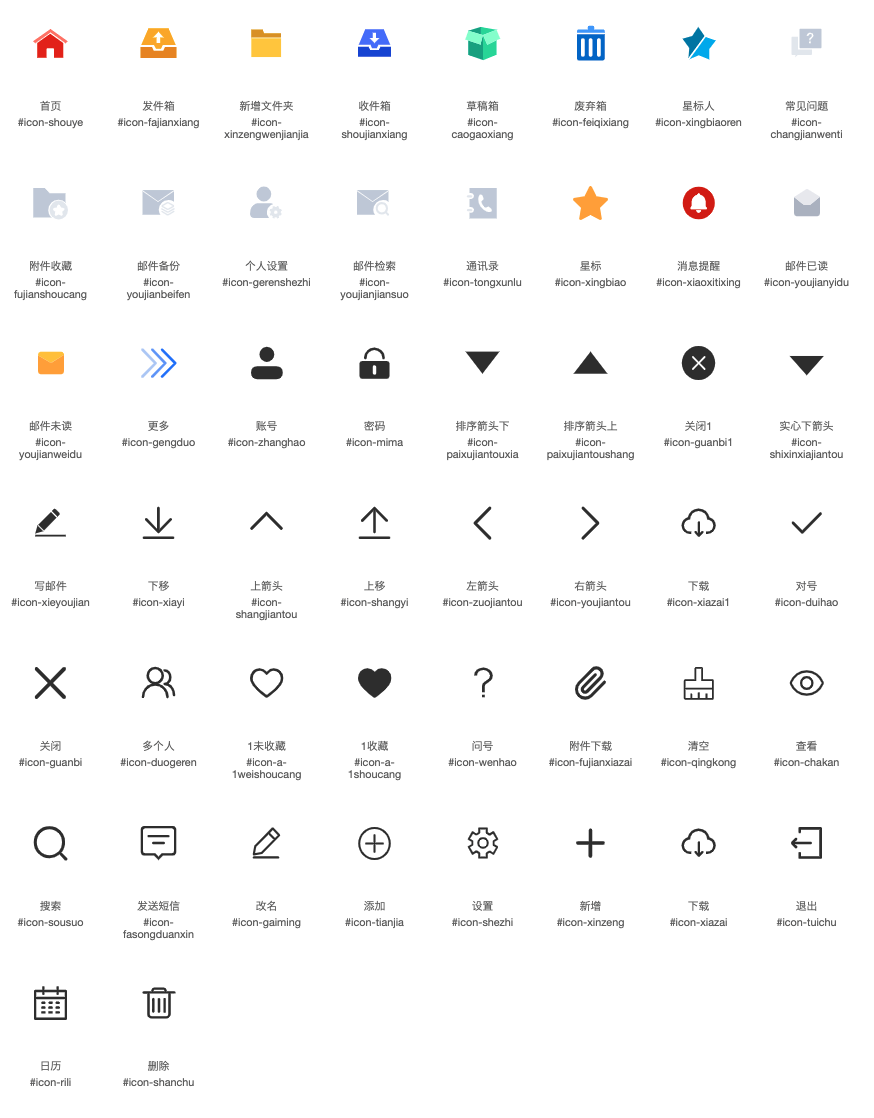 首页 发件箱 新增文件夹 收件箱 草稿箱 废弃箱 星标人 常见问题
#icon-shouye #icon-fajianxiang #icon- #icon- #icon- #icon-feiqixiang #icon-xingbiaoren #icon-
xinzengwenjianjia shoujianxiang caogaoxiang changjianwenti
附件收藏 邮件备份 个人设置 邮件检索 通讯录 星标 消息提醒 邮件已读
#icon- #icon- #icon-gerenshezhi #icon- #icon-tongxunlu #icon-xingbiao #icon-xiaoxitixing #icon-youjianyidu
fujianshoucang youjianbeifen youjianjiansuo
邮件未读 更多 账号 密码 排序箭头下 排序箭头上 关闭1 实心下箭头
#icon- #icon-gengduo #icon-zhanghao #icon-mima #icon- #icon- #icon-guanbi1 #icon-
youjianweidu paixujiantouxia paixujiantoushang shixinxiajiantou
写邮件 下移 上箭头 上移 左箭头 右箭头 下载 对号
#icon-xieyoujian #icon-xiayi #icon- #icon-shangyi #icon-zuojiantou #icon-youjiantou #icon-xiazai1 #icon-duihao
shangjiantou
关闭 多个人 1未收藏 1收藏 问号 附件下载 清空 查看
#icon-guanbi #icon-duogeren #icon-a- #icon-a- #icon-wenhao #icon-fujianxiazai #icon-qingkong #icon-chakan
1weishoucang 1shoucang
搜索 发送短信 改名 添加 设置 新增 下载 退出
#icon-sousuo #icon- #icon-gaiming #icon-tianjia #icon-shezhi #icon-xinzeng #icon-xiazai #icon-tuichu
fasongduanxin
日历 删除
#icon-rili #icon-shanchu